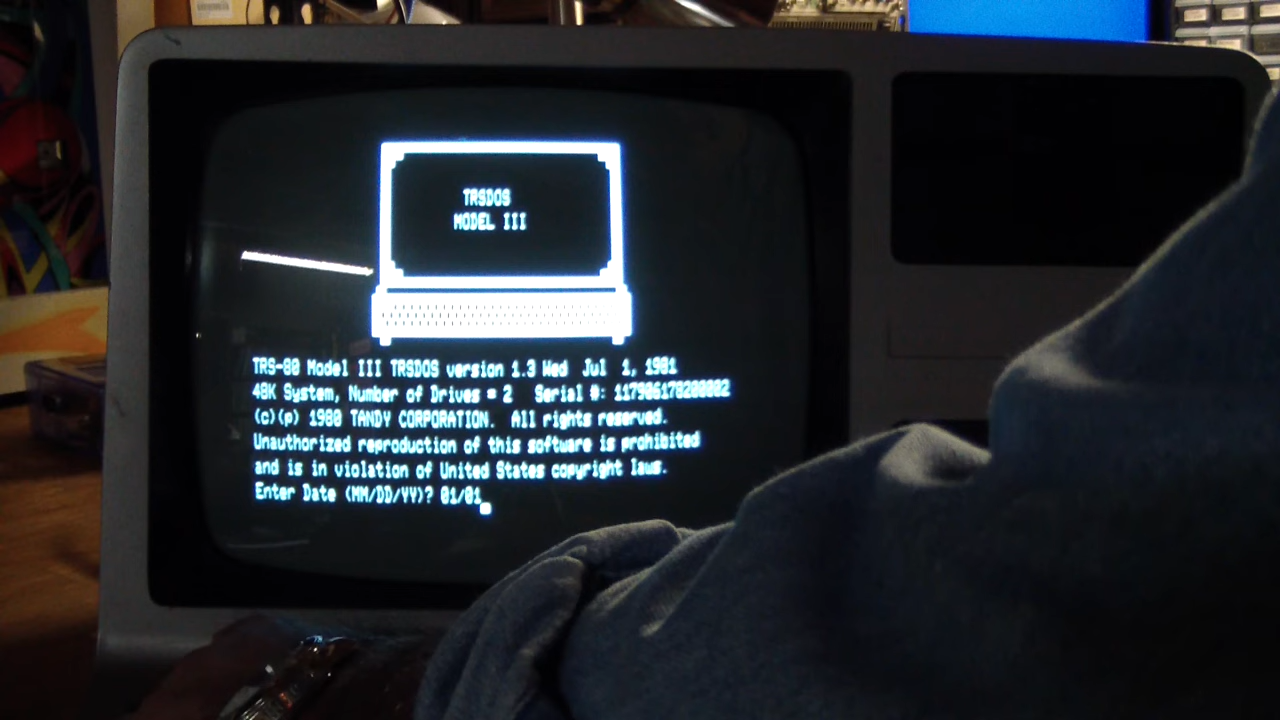 TRSDOS
MODEL III
TRS-80 Model III TRSDOS version 1.3 Wed Jul 1, 1981
48K System, Number of Drives = 2 Serial #: 117906178200002
(c)(p) 1980 TANDY CORPORATION. All rights reserved.
Unauthorized reproduction of this software is prohibited
and is in violation of United States copyright laws.
Enter Date (MM/DD/YY)? 01/01